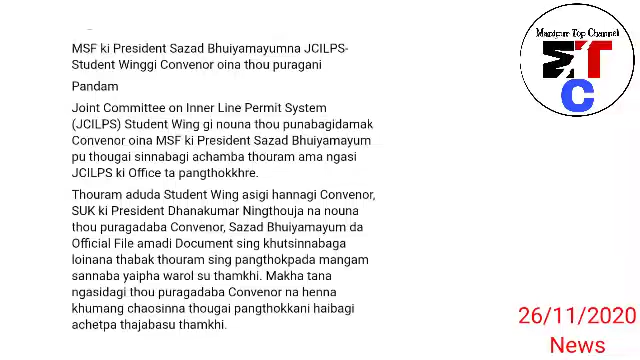 MSF ki President Sazad Bhuiyamayumna JCILPS-
Student Winggi Convenor oina thou puragani
Pandam
Joint Committee on Inner Line Permit System
(JCILPS) Student Wing gi nouna thou punabagidamak
Convenor oina MSF ki President Sazad Bhuiyamayum
pu thougai sinnabagi achamba thouram ama ngasi
JCILPS ki Office ta pangthokkhre.
Thouram aduda Student Wing asigi hannagi Convenor,
SUK ki President Dhanakumar Ningthouja na nouna
thou puragadaba Convenor, Sazad Bhuiyamayum da
Official File amadi Document sing khutsinnabaga
loinana thabak thouram sing pangthokpada mangam
sannaba yaipha warol su thamkhi. Makha tana
ngasidagi thou puragadaba Convenor na henna
khumang chaosinna thougai pangthokkani haibagi
achetpa thajabasu thamkhi.
Manipur Top Channel
MTC
26/11/2020
News